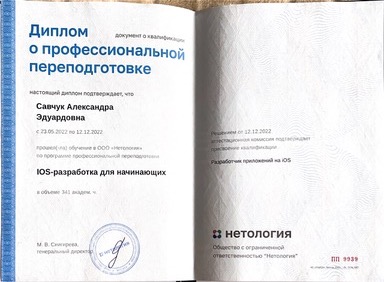 Диплом
о профессиональной
переподготовке
документ о квалификации
настоящий диплом подтверждает, что
Савчук Александра
Эдуардовна
с 23.05.2022 по 12.12.2022
прошел(ла) обучение в ООО «Нетология»
по программе профессиональной переподготовки
IOS-разработка для начинающих
в объеме 341 академ. ч.
М. В. Спичурева,
генеральный директор
Решением от 12.12.2022
аттестационная комиссия подтверждает
присвоение квалификации
Разработчик приложений на iOS
нетология
Общество с ограниченной
ответственностью "Нетология"
ПП 9939